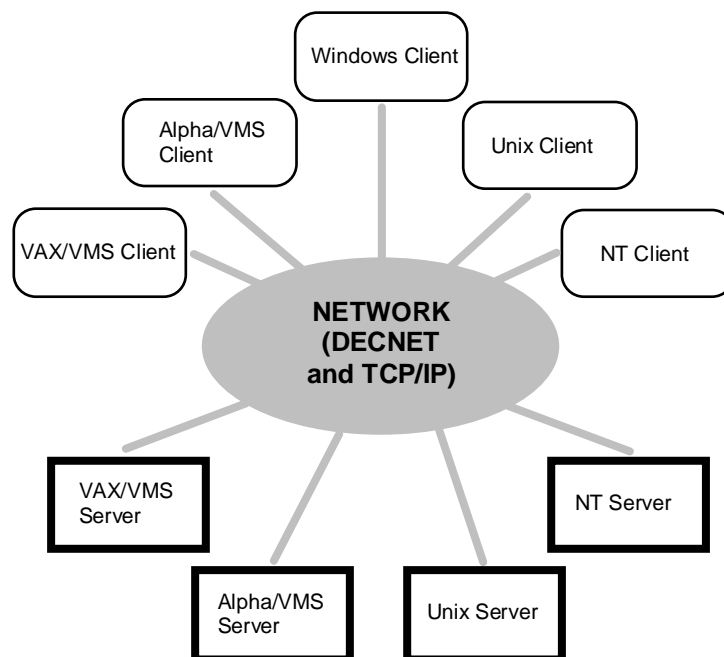 Windows Client
Alpha/VMS
Client
Unix Client
VAX/VMS Client
NT Client
NETWORK
(DECNET
and TCP/IP)
VAX/VMS
Server
NT Server
Alpha/VMS
Server
Unix Server